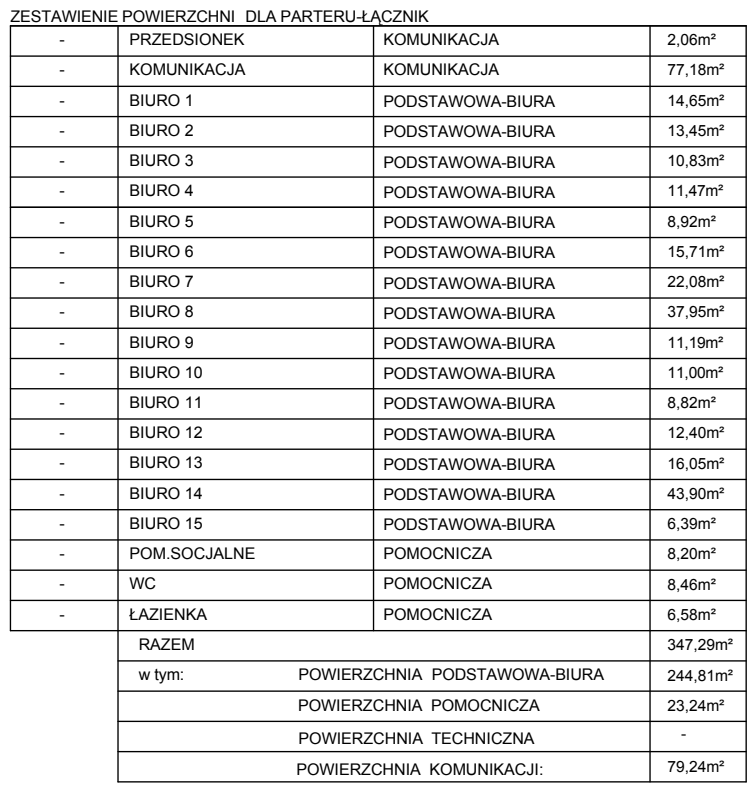 ZESTAWIENIE POWIERZCHNI DLA PARTERU-ŁĄCZNIK
- PRZEDSIONEK KOMUNIKACJA 2,06m²
- KOMUNIKACJA KOMUNIKACJA 77,18m²
- BIURO 1 PODSTAWOWA-BIURA 14,65m²
- BIURO 2 PODSTAWOWA-BIURA 13,45m²
- BIURO 3 PODSTAWOWA-BIURA 10,83m²
- BIURO 4 PODSTAWOWA-BIURA 11,47m²
- BIURO 5 PODSTAWOWA-BIURA 8,92m²
- BIURO 6 PODSTAWOWA-BIURA 15,71m²
- BIURO 7 PODSTAWOWA-BIURA 22,08m²
- BIURO 8 PODSTAWOWA-BIURA 37,95m²
- BIURO 9 PODSTAWOWA-BIURA 11,19m²
- BIURO 10 PODSTAWOWA-BIURA 11,00m²
- BIURO 11 PODSTAWOWA-BIURA 8,82m²
- BIURO 12 PODSTAWOWA-BIURA 12,40m²
- BIURO 13 PODSTAWOWA-BIURA 16,05m²
- BIURO 14 PODSTAWOWA-BIURA 43,90m²
- BIURO 15 PODSTAWOWA-BIURA 6,39m²
- POM.SOCJALNE POMOCNICZA 8,20m²
- WC POMOCNICZA 8,46m²
- ŁAZIENKA POMOCNICZA 6,58m²
RAZEM 347,29m²
w tym: POWIERZCHNIA PODSTAWOWA-BIURA 244,81m²
POWIERZCHNIA POMOCNICZA 23,24m²
POWIERZCHNIA TECHNICZNA -
POWIERZCHNIA KOMUNIKACJI: 79,24m²